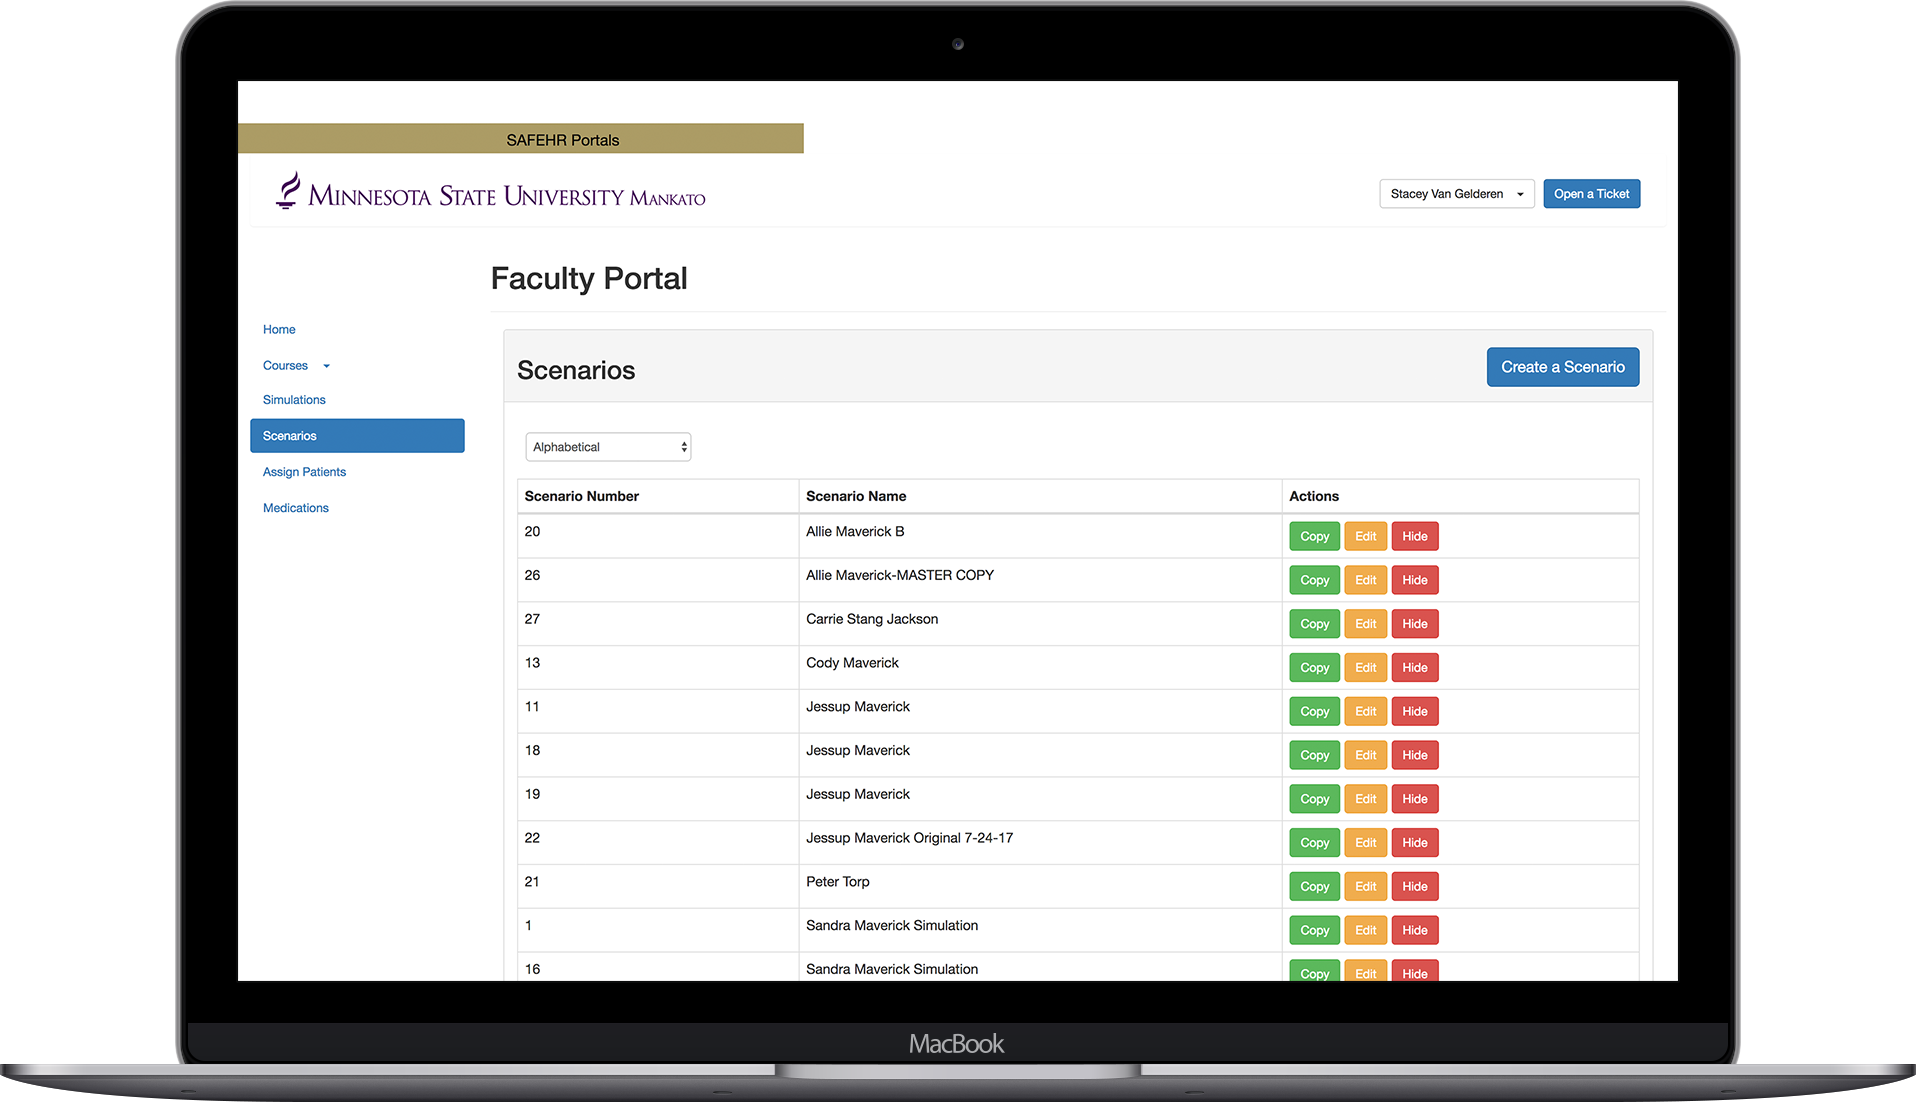 SAFEHR Portals
MINNESOTA STATE UNIVERSITY MANKATO
Stacey Van Gelderen
Open a Ticket
Faculty Portal
Home
Courses
Simulations
Scenarios
Assign Patients
Medications
Scenarios
Create a Scenario
Alphabetical
Scenario Number Scenario Name Actions
20 Allie Maverick B Copy Edit Hide
26 Allie Maverick-MASTER COPY Copy Edit Hide
27 Carrie Stang Jackson Copy Edit Hide
13 Cody Maverick Copy Edit Hide
11 Jessup Maverick Copy Edit Hide
18 Jessup Maverick Copy Edit Hide
19 Jessup Maverick Copy Edit Hide
22 Jessup Maverick Original 7-24-17 Copy Edit Hide
21 Peter Torp Copy Edit Hide
1 Sandra Maverick Simulation Copy Edit Hide
16 Sandra Maverick Simulation Copy Edit Hide
MacBook